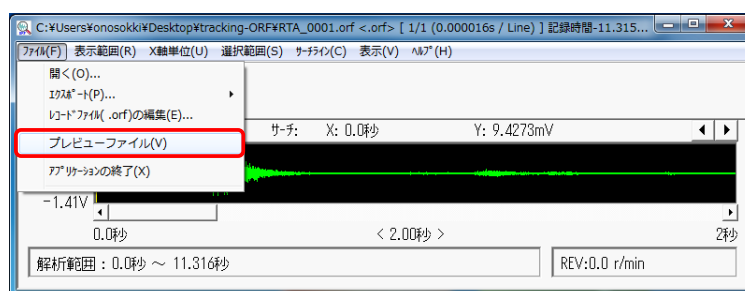 C:¥Users¥onosokki¥Desktop¥tracking-ORF¥RTA_0001.orf <.orf> [ 1/1 (0.000016s / Line) ] 記録時間-11.315...
ファイル(F) 表示範囲(R) X軸単位(U) 選択範囲(S) サーチライン(C) 表示(V) ヘルプ(H)
開く(O)...
エクスポート(P)...
レコードファイル( .orf)の編集(E)...
プレビューファイル(V)
アプリケーションの終了(X)
サーチ: X: 0.0秒 Y: 9.4273mV
-1.41V
0.0秒 < 2.00秒 > 2秒
解析範囲：0.0秒 ～ 11.316秒 REV:0.0 r/min